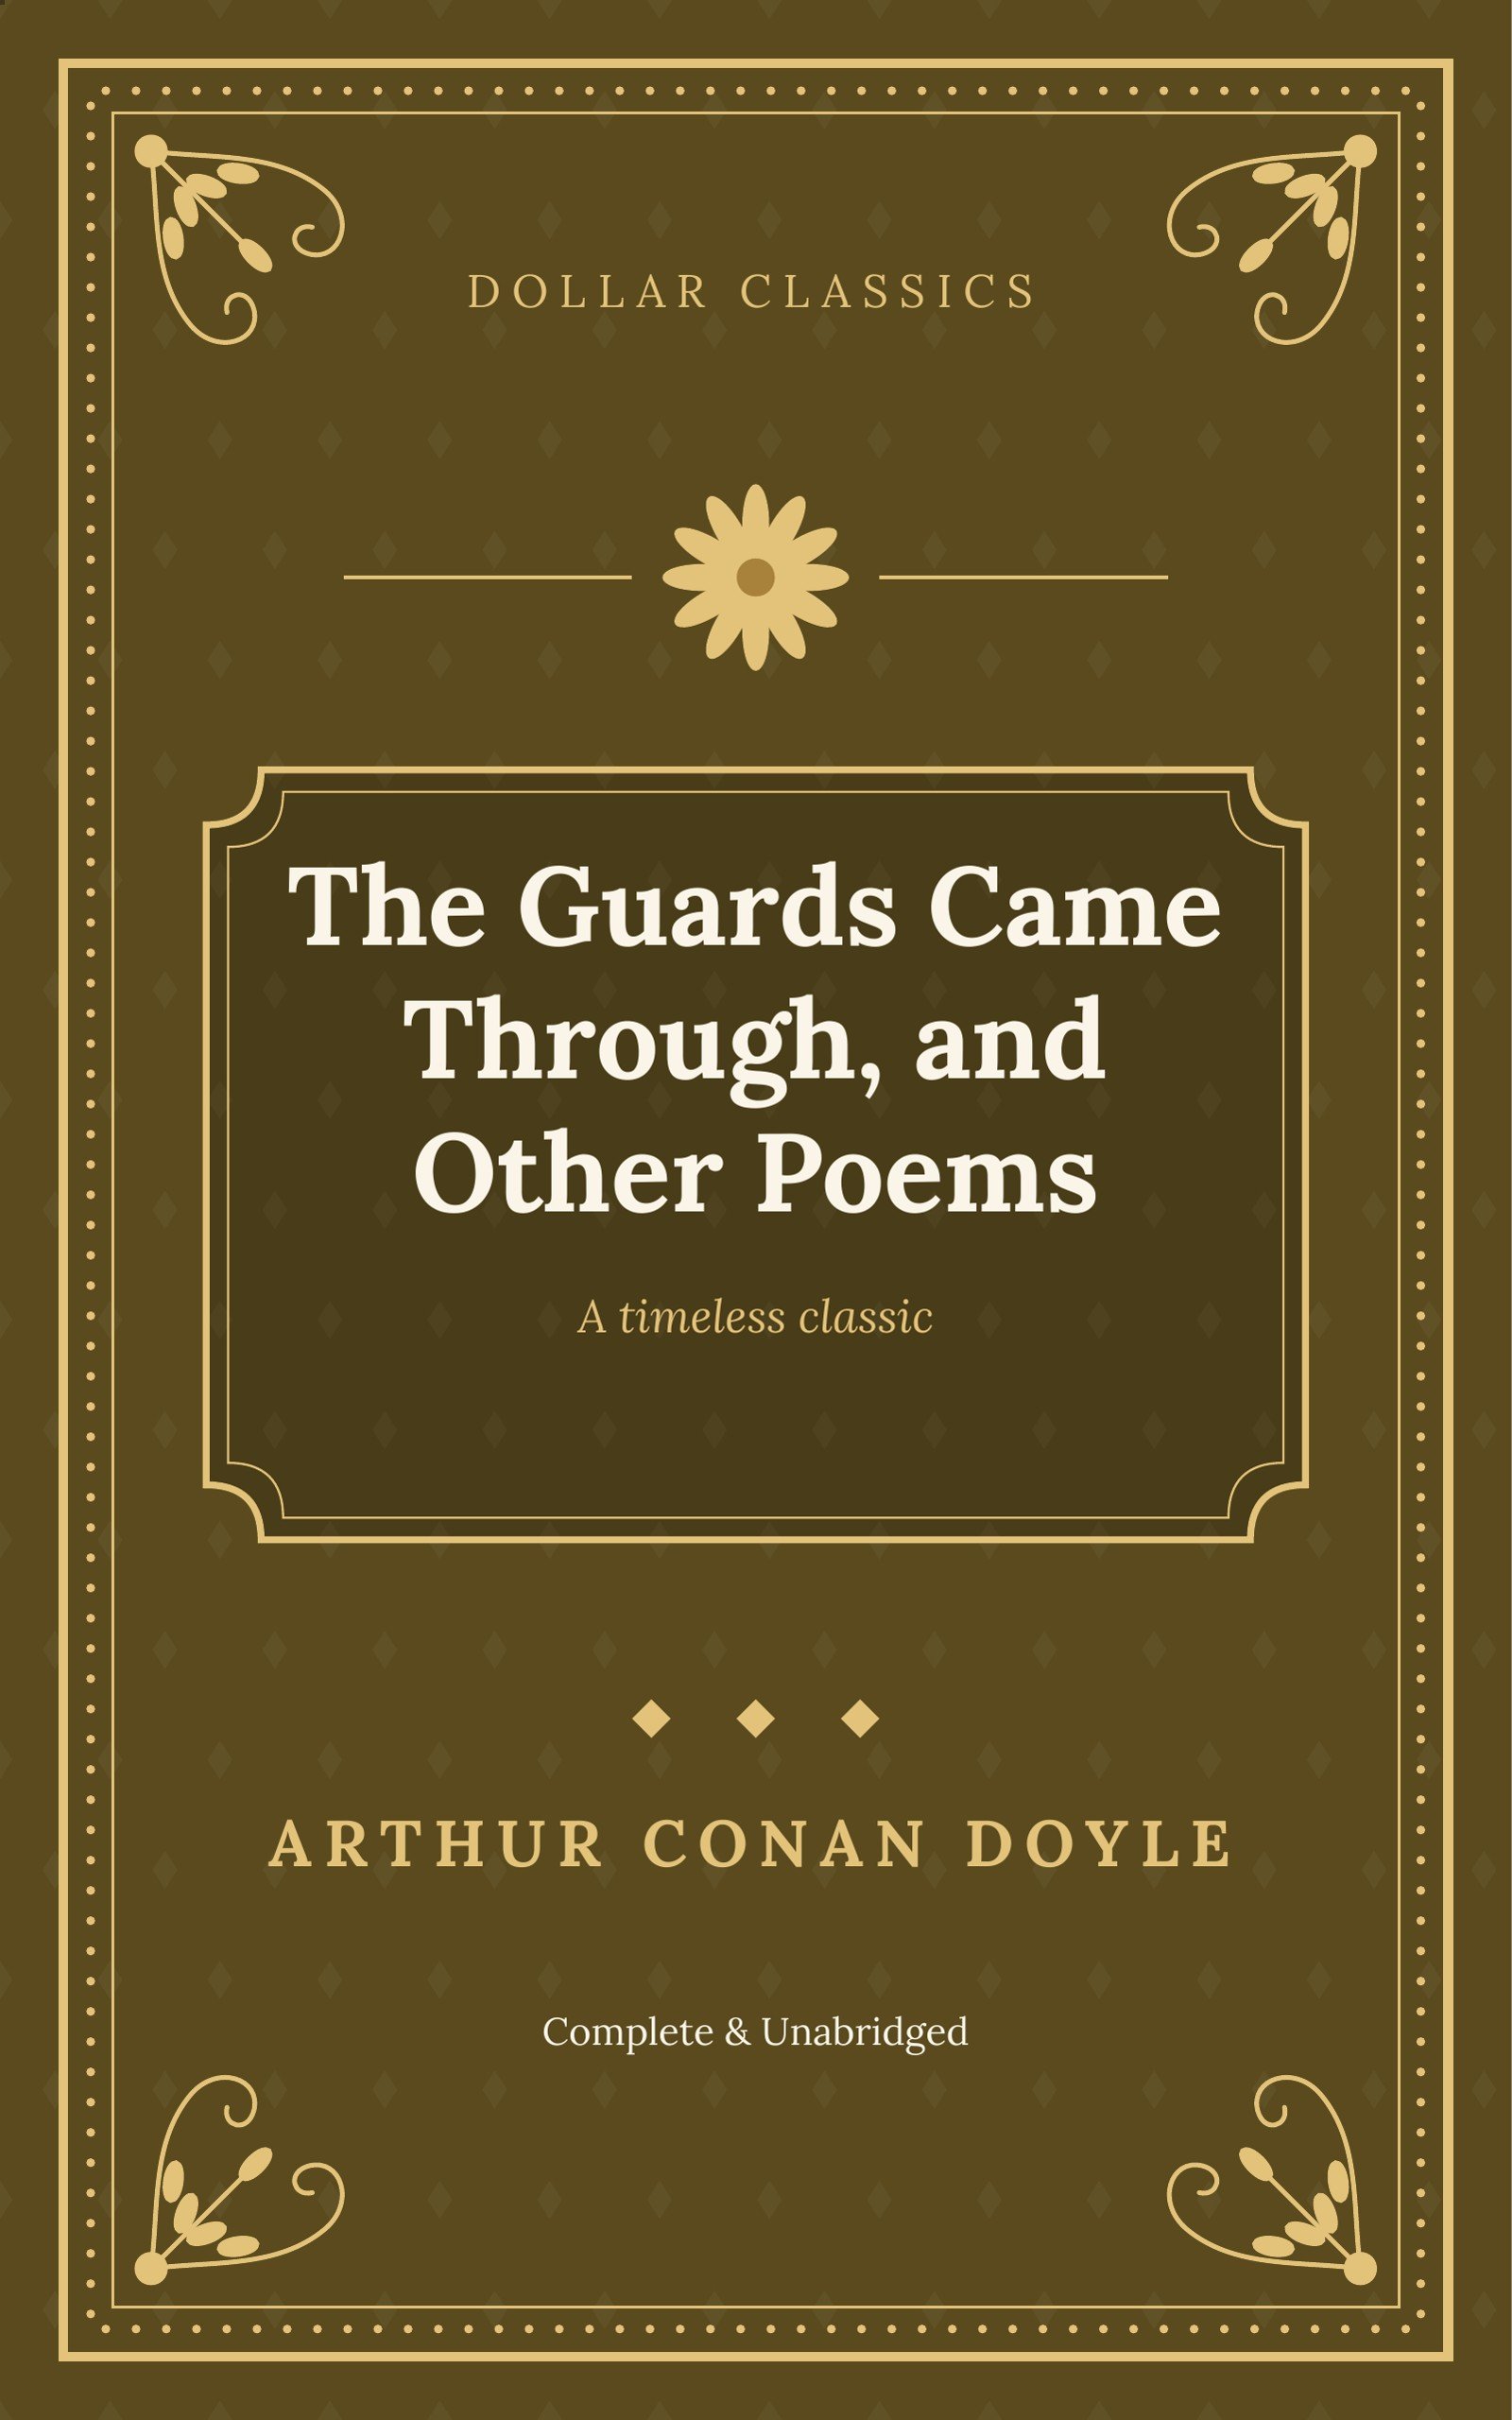 DOLLAR CLASSICS
The Guards Came
Through, and
Other Poems
A timeless classic
ARTHUR CONAN DOYLE
Complete & Unabridged